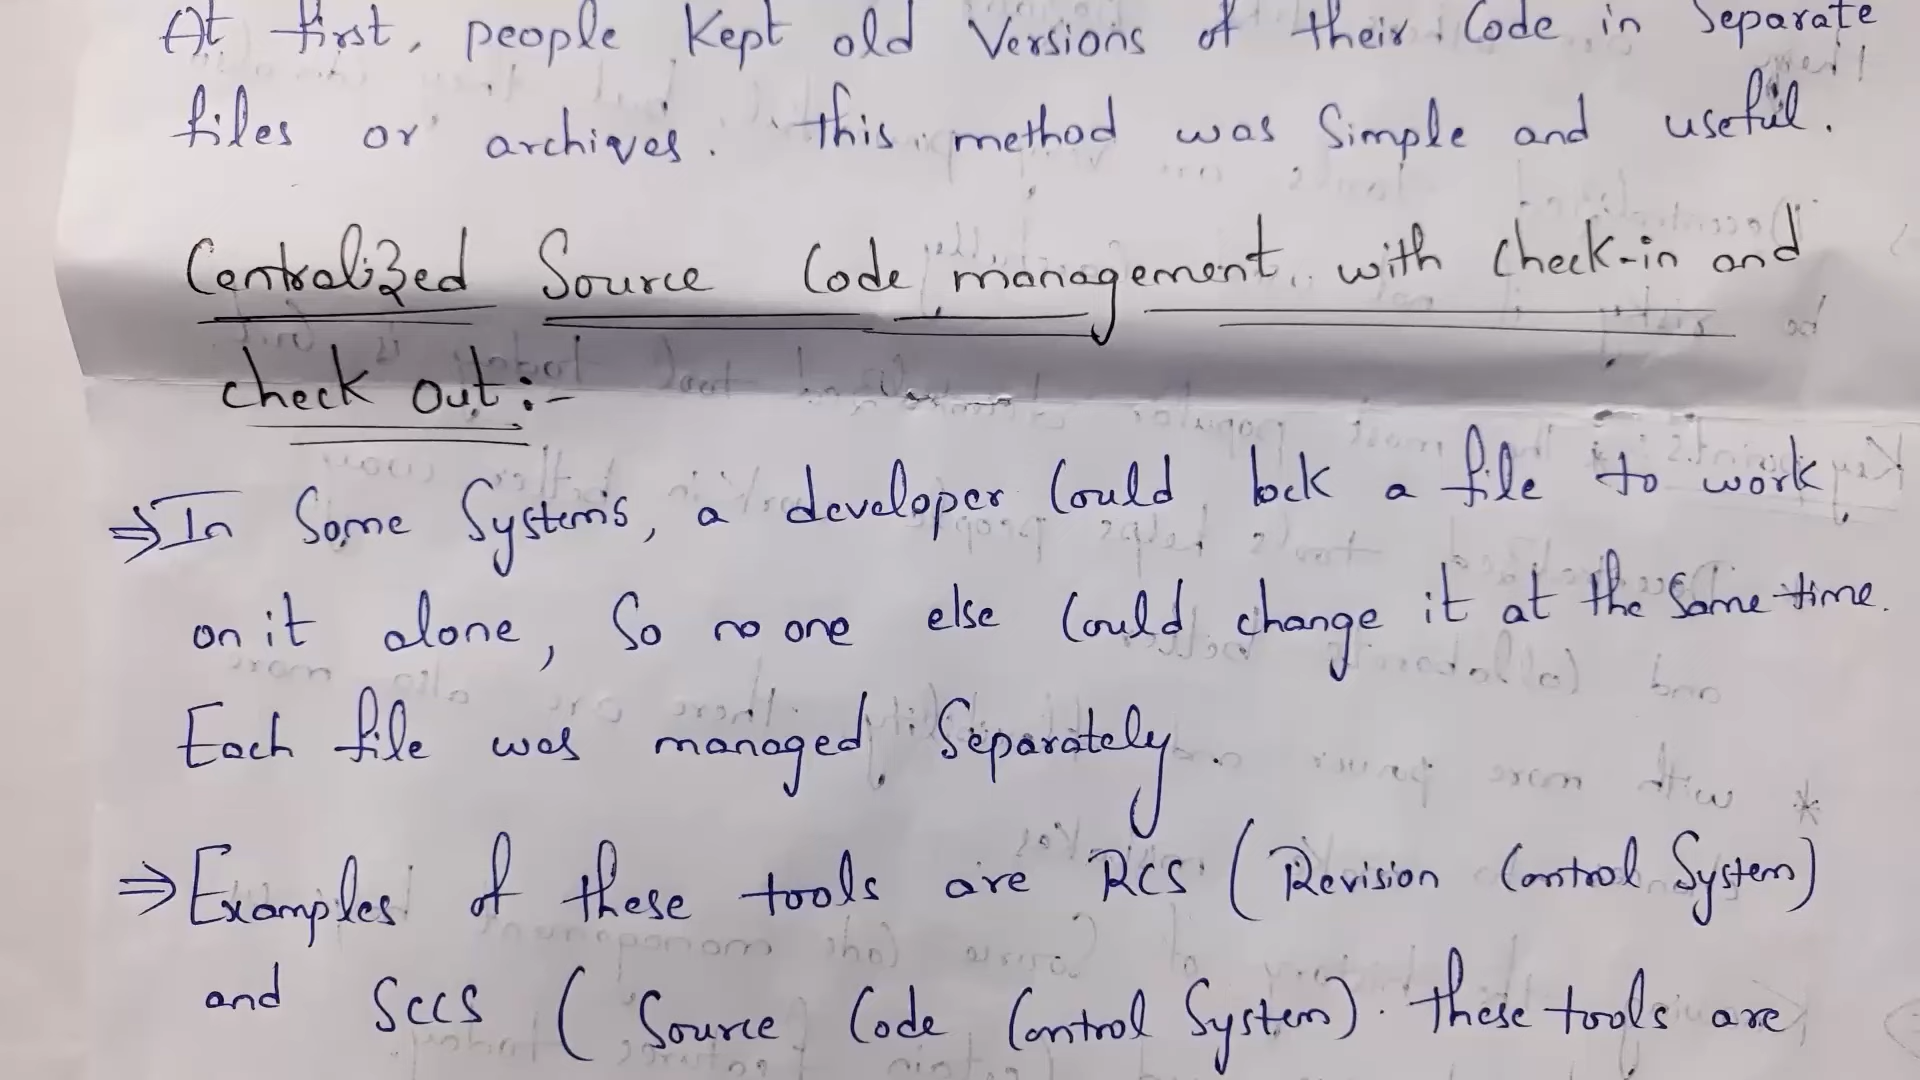 At first, people kept old versions of their code in separate
files or archives. this method was simple and useful.
Centralized Source Code management with check-in and
check out:-
⇒ In some systems, a developer could lock a file to work
on it alone, so no one else could change it at the same time.
Each file was managed separately.
⇒ Examples of these tools are RCS (Revision Control System)
and SCCS (Source Code Control System). these tools are